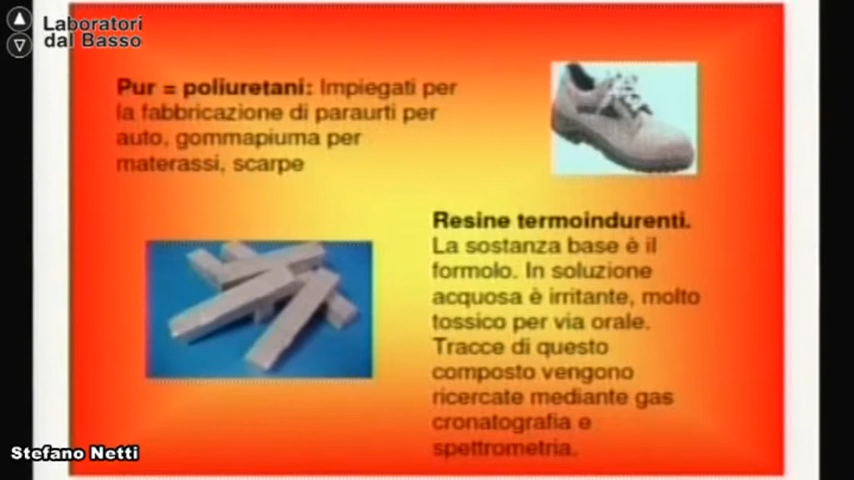 Laboratori
dal Basso
Pur = poliuretani: Impiegati per
la fabbricazione di paraurti per
auto, gommapiuma per
materassi, scarpe
Resine termoindurenti.
La sostanza base è il
formolo. In soluzione
acquosa è irritante, molto
tossico per via orale.
Tracce di questo
composto vengono
ricercate mediante gas
cronatografia e
spettrometria.
Stefano Netti